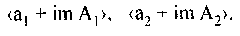 ‹a₁ + im A₁›, ‹a₂ + im A₂›.